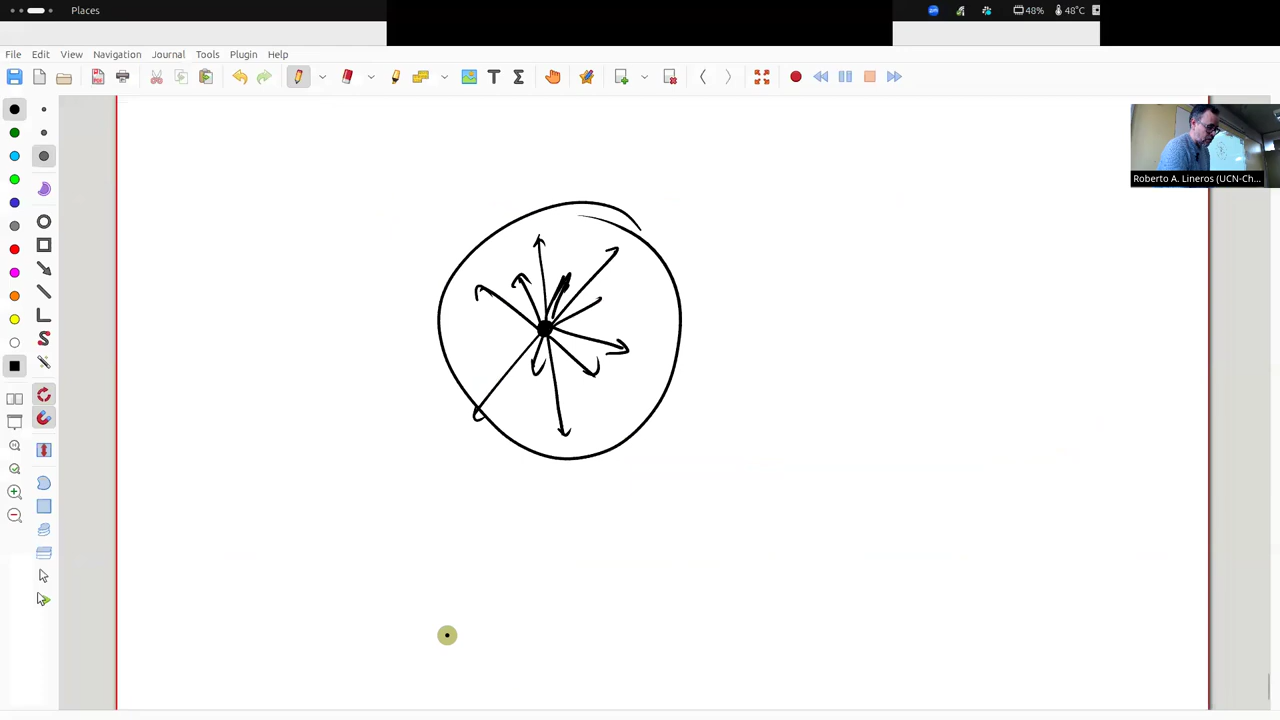 Places
48% 48°C
File Edit View Navigation Journal Tools Plugin Help
Roberto A. Lineros (UCN-Ch...